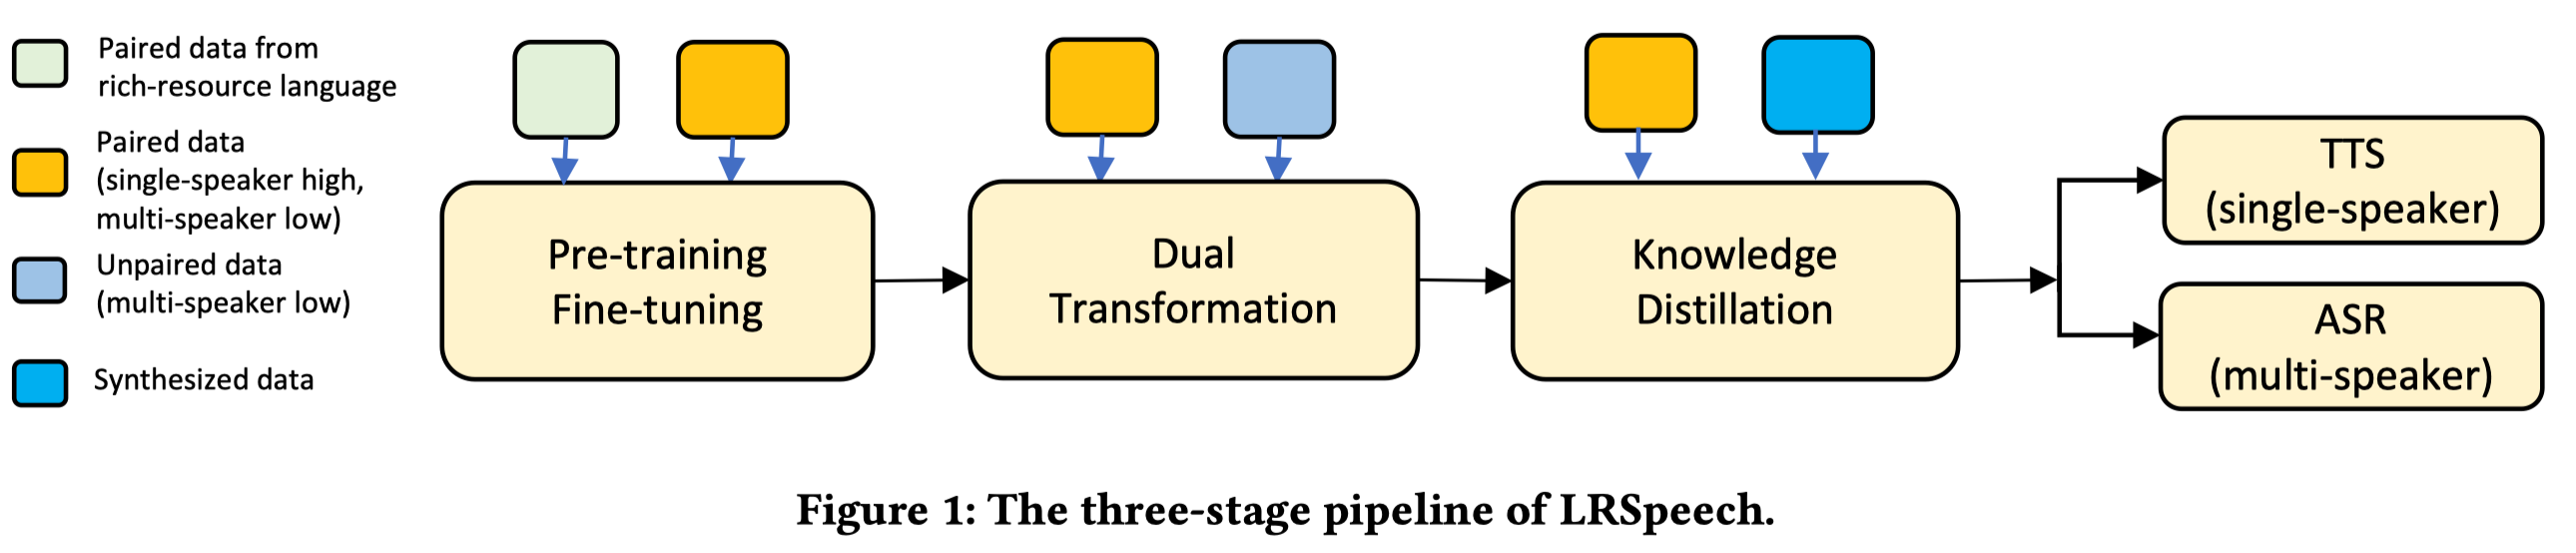 Paired data from
rich-resource language
Paired data
(single-speaker high,
multi-speaker low)
Unpaired data
(multi-speaker low)
Synthesized data
Pre-training
Fine-tuning
Dual
Transformation
Knowledge
Distillation
TTS
(single-speaker)
ASR
(multi-speaker)
Figure 1: The three-stage pipeline of LRSpeech.